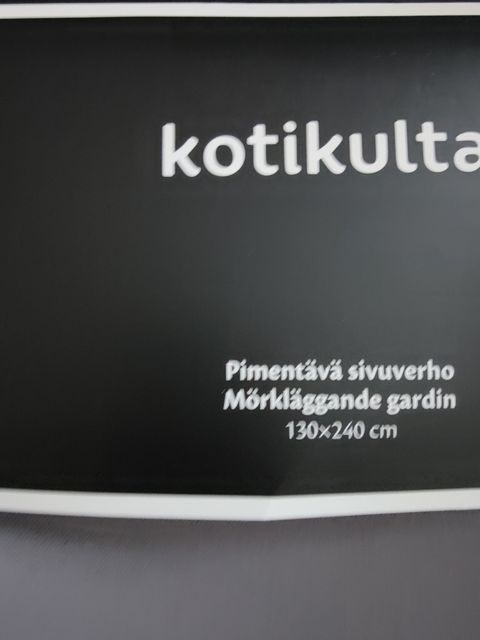 kotikulta
Pimentävä sivuverho
Mörkläggande gardin
130×240 cm